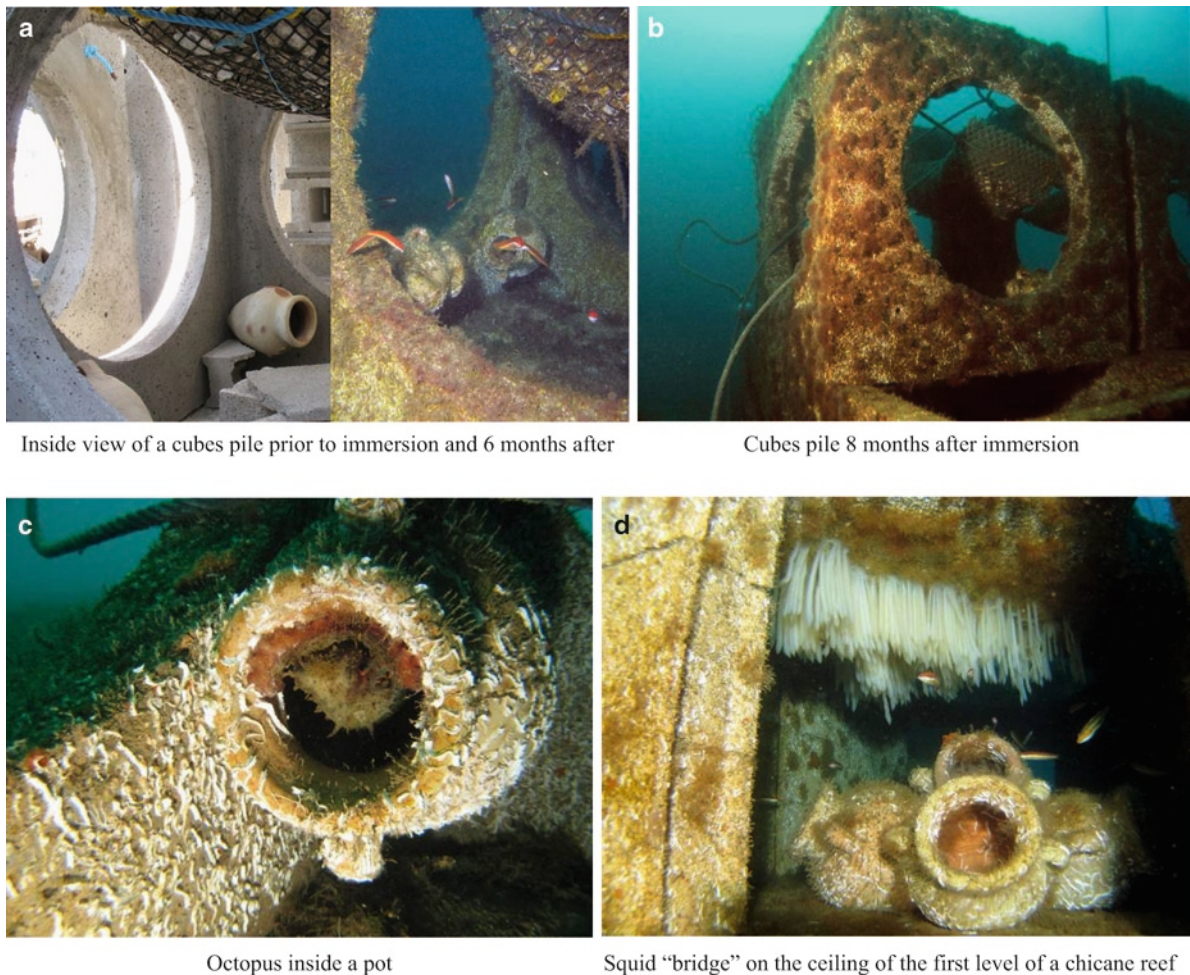 a
b
Inside view of a cubes pile prior to immersion and 6 months after
Cubes pile 8 months after immersion
c
d
Octopus inside a pot
Squid “bridge” on the ceiling of the first level of a chicane reef